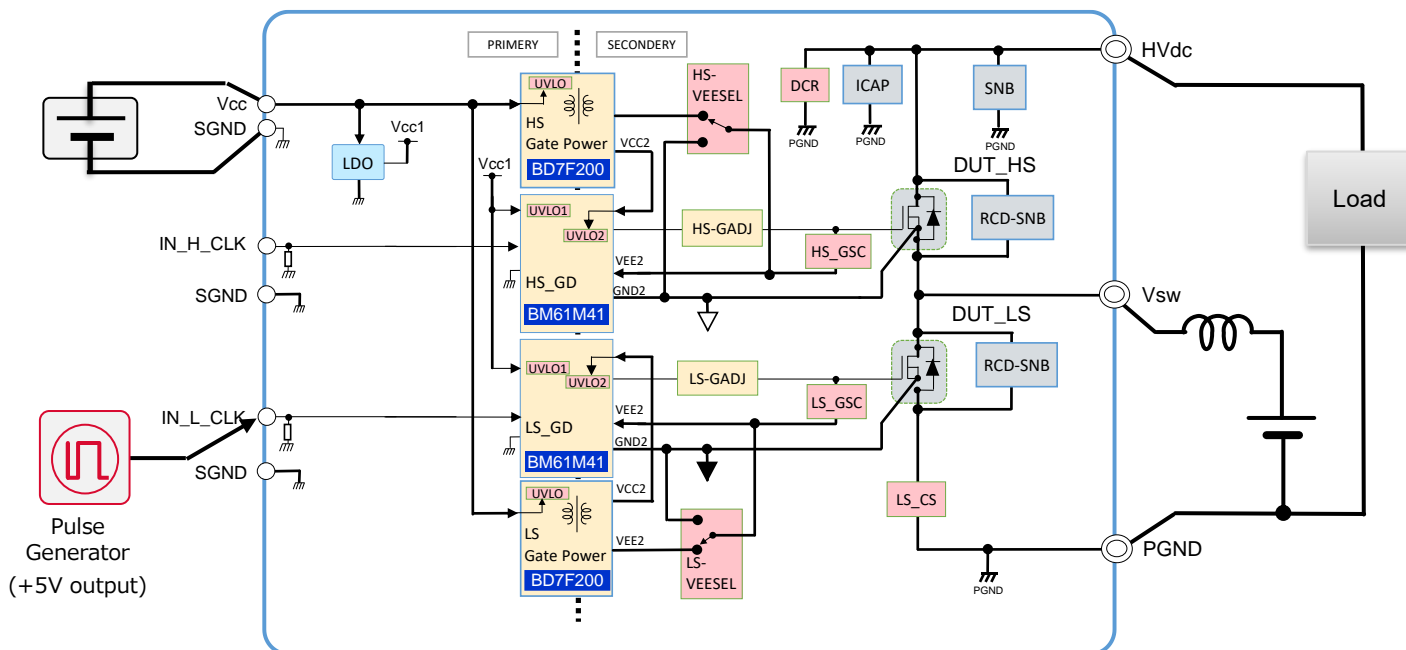 PRIMERY
SECONDERY
HVdc
Vcc
SGND
UVLO
HS
Gate Power
BD7F200
VCC2
HS-
VEESEL
DCR
ICAP
SNB
PGND
PGND
PGND
LDO
Vcc1
Vcc1
DUT_HS
Load
UVLO1
UVLO2
HS-GADJ
RCD-SNB
IN_H_CLK
HS_GSC
VEE2
HS_GD
GND2
BM61M41
SGND
Vsw
DUT_LS
UVLO1
UVLO2
LS-GADJ
RCD-SNB
IN_L_CLK
LS_GSC
VEE2
LS_GD
GND2
BM61M41
SGND
UVLO
VCC2
LS
Gate Power
BD7F200
VEE2
LS-
VEESEL
LS_CS
PGND
PGND
Pulse
Generator
(+5V output)